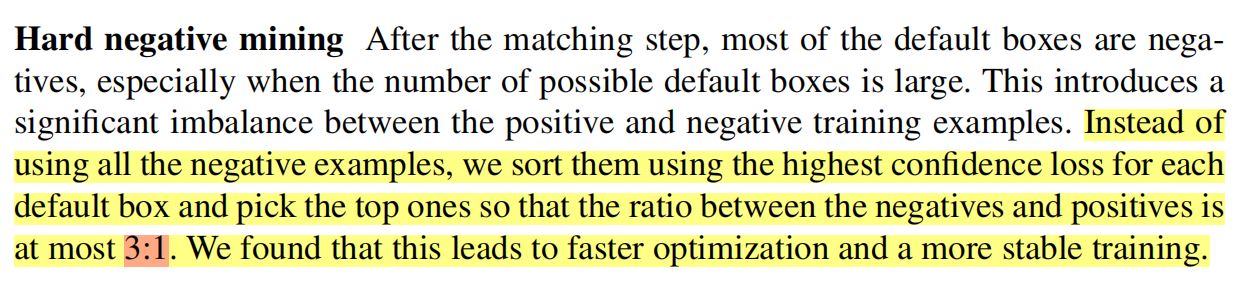 Hard negative mining After the matching step, most of the default boxes are nega-
tives, especially when the number of possible default boxes is large. This introduces a
significant imbalance between the positive and negative training examples. Instead of
using all the negative examples, we sort them using the highest confidence loss for each
default box and pick the top ones so that the ratio between the negatives and positives is
at most 3:1. We found that this leads to faster optimization and a more stable training.